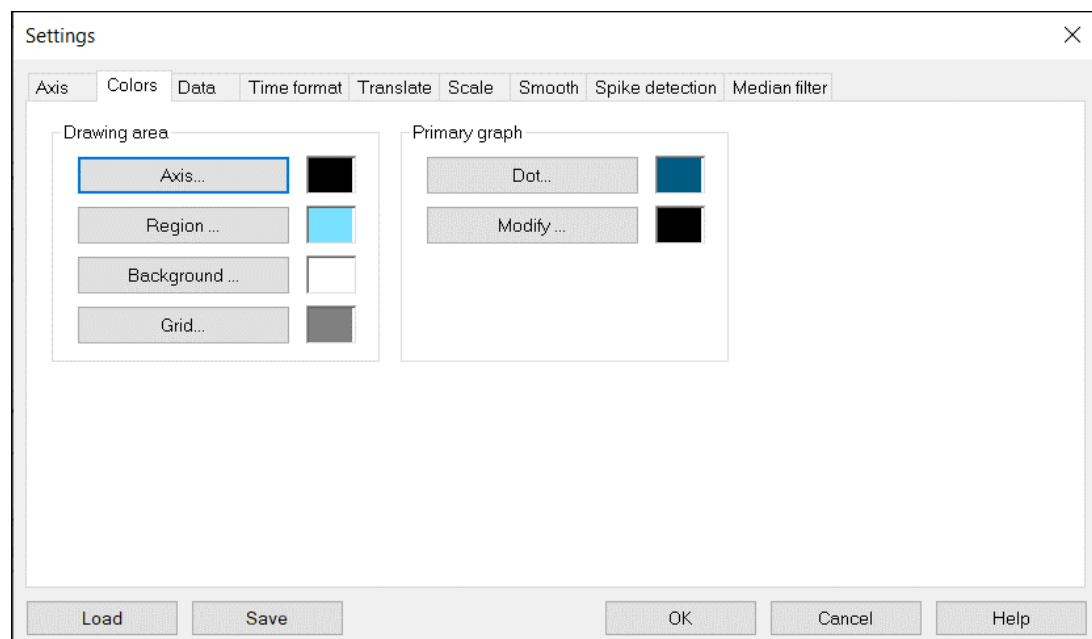 Settings
Axis Colors Data Time format Translate Scale Smooth Spike detection Median filter
Drawing area
Axis...
Region ...
Background ...
Grid...
Primary graph
Dot...
Modify ...
Load Save OK Cancel Help